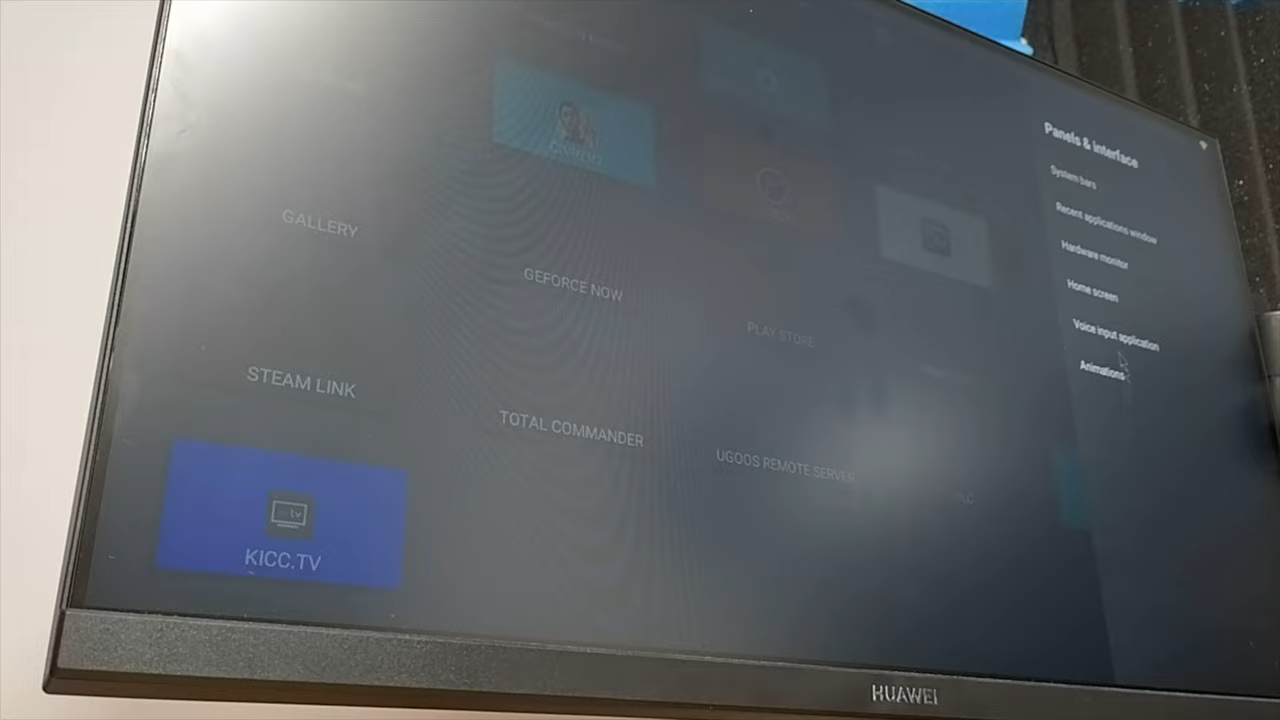 Panels & interface
System bars
Recent applications window
Hardware monitor
Home screen
Voice input application
Animations
GALLERY
GEFORCE NOW
PLAY STORE
STEAM LINK
TOTAL COMMANDER
UGOOS REMOTE SERVER
tv
KICC.TV
HUAWEI